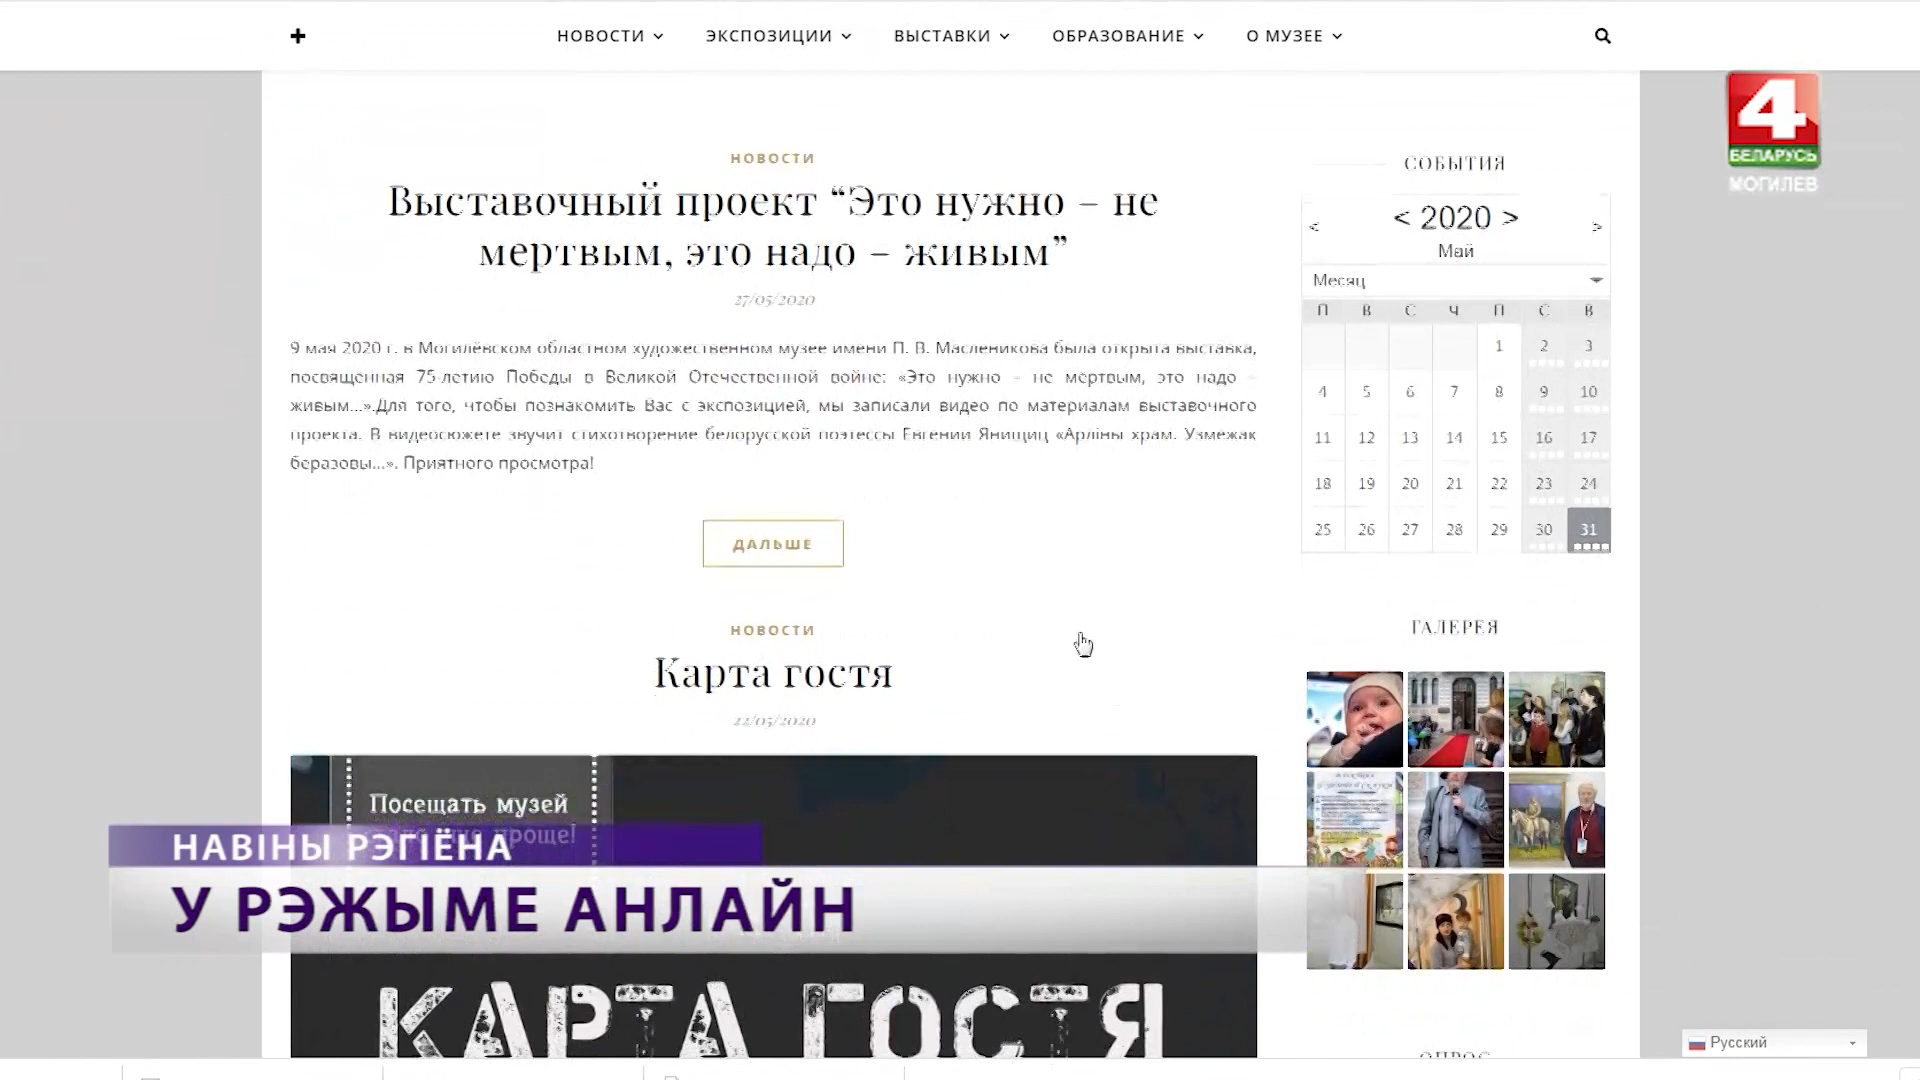 НОВОСТИ ЭКСПОЗИЦИИ ВЫСТАВКИ ОБРАЗОВАНИЕ О МУЗЕЕ
4
БЕЛАРУСЬ
МОГИЛЕВ
НОВОСТИ
Выставочный проект “Это нужно – не
мертвым, это надо – живым”
27/05/2020
9 мая 2020 г. в Могилёвском областном художественном музее имени П. В. Масленикова была открыта выставка,
посвященная 75-летию Победы в Великой Отечественной войне: «Это нужно – не мертвым, это надо –
живым...».Для того, чтобы познакомить Вас с экспозицией, мы записали видео по материалам выставочного
проекта. В видеосюжете звучит стихотворение белорусской поэтессы Евгении Янищиц «Арліны храм. Узмежак
беразовы...». Приятного просмотра!
ДАЛЬШЕ
НОВОСТИ
Карта гостя
22/05/2020
Посещать музей
проще!
КАРТА ГОСТЯ
НАВІНЫ РЭГІЁНА
У РЭЖЫМЕ АНЛАЙН
СОБЫТИЯ
< < 2020 > >
Май
Месяц
П В С Ч П С В
1 2 3
4 5 6 7 8 9 10
11 12 13 14 15 16 17
18 19 20 21 22 23 24
25 26 27 28 29 30 31
ГАЛЕРЕЯ
ОПРОС
Русский